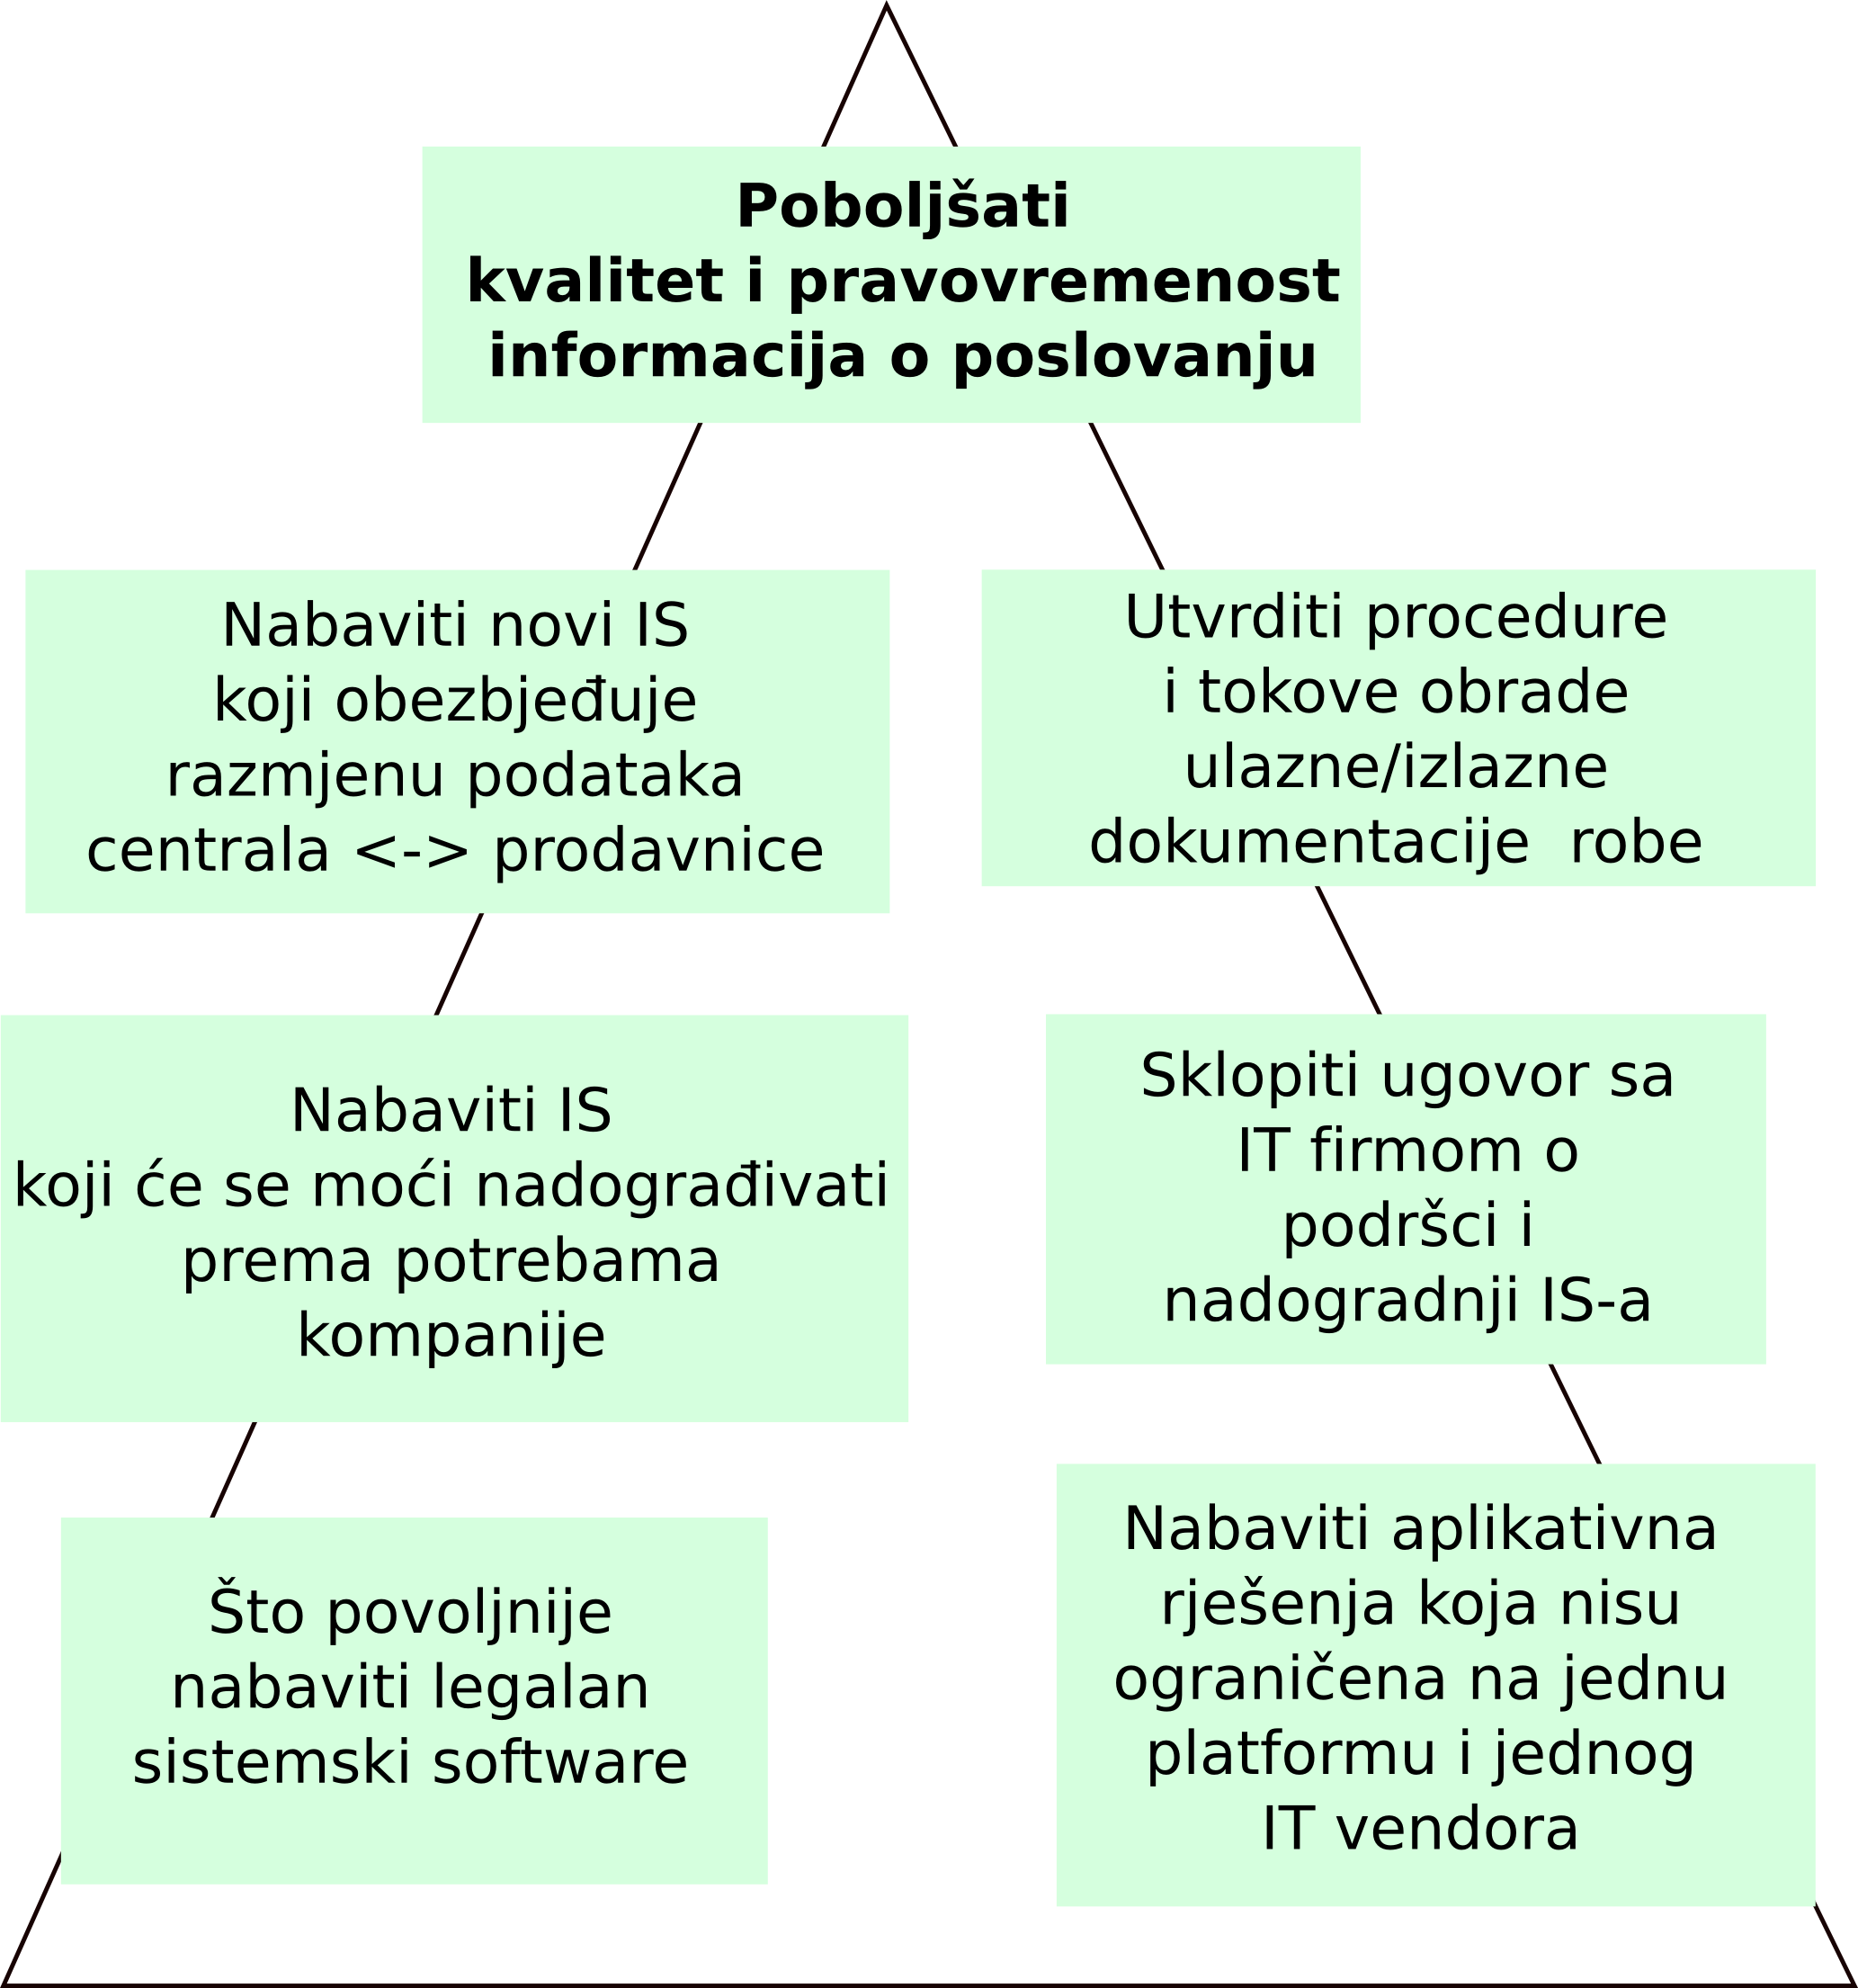 Poboljšati
kvalitet i pravovremenost
informacija o poslovanju
Nabaviti novi IS
koji obezbjeđuje
razmjenu podataka
centrala <-> prodavnice
Utvrditi procedure
i tokove obrade
ulazne/izlazne
dokumentacije  robe
Nabaviti IS
koji će se moći nadograđivati
prema potrebama
kompanije
Sklopiti ugovor sa
IT firmom o
podršci i
nadogradnji IS-a
Što povoljnije
nabaviti legalan
sistemski software
Nabaviti aplikativna
rješenja koja nisu
ograničena na jednu
platformu i jednog
IT vendora